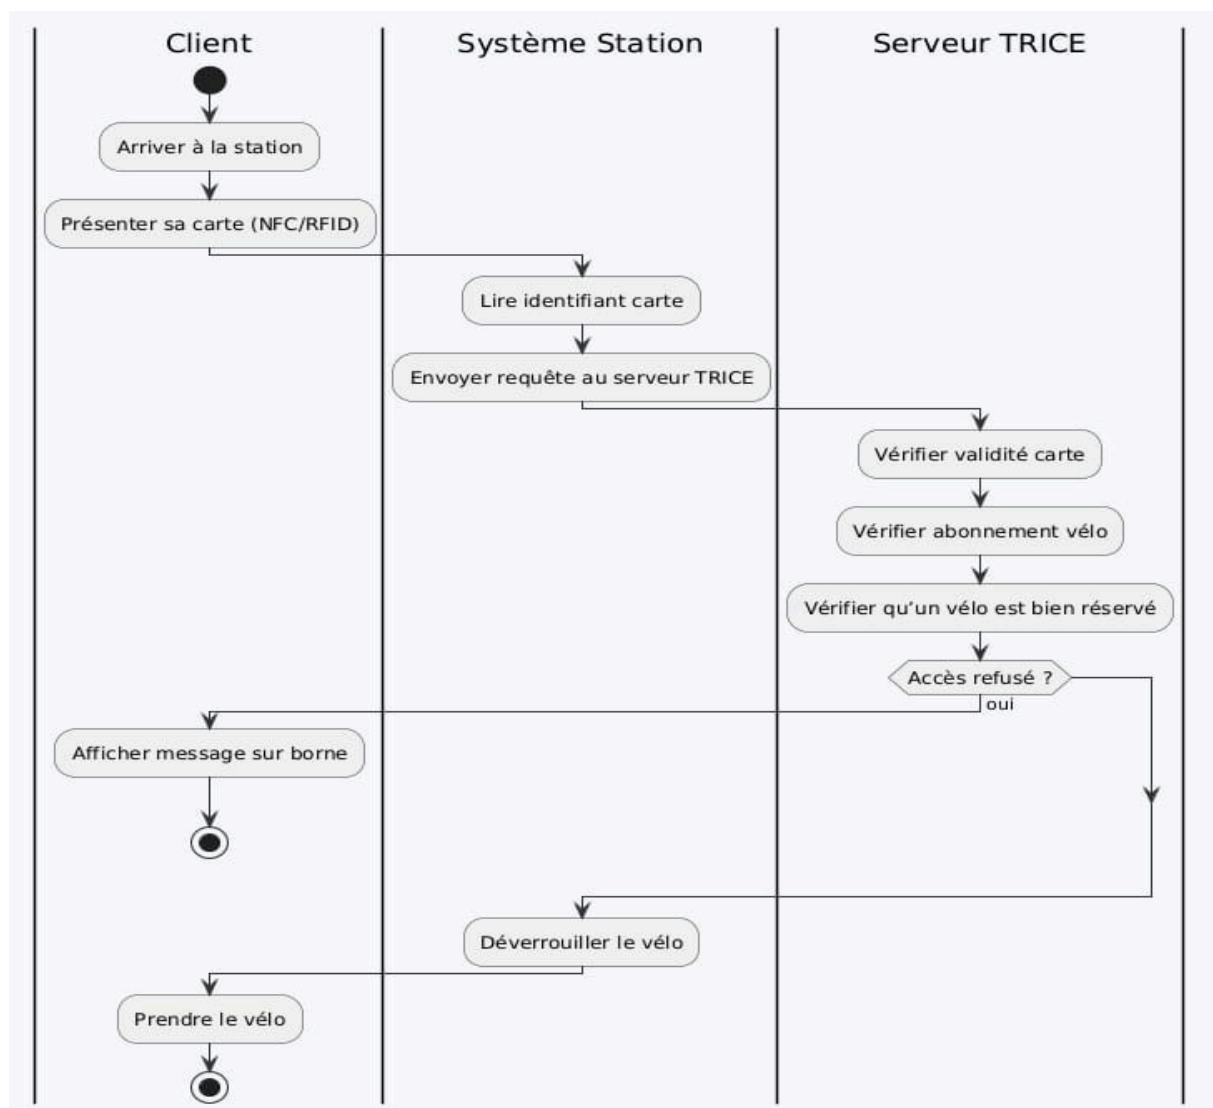 Client
Système Station
Serveur TRICE
Arriver à la station
Présenter sa carte (NFC/RFID)
Lire identifiant carte
Envoyer requête au serveur TRICE
Vérifier validité carte
Vérifier abonnement vélo
Vérifier qu’un vélo est bien réservé
Accès refusé ?
oui
Afficher message sur borne
Déverrouiller le vélo
Prendre le vélo